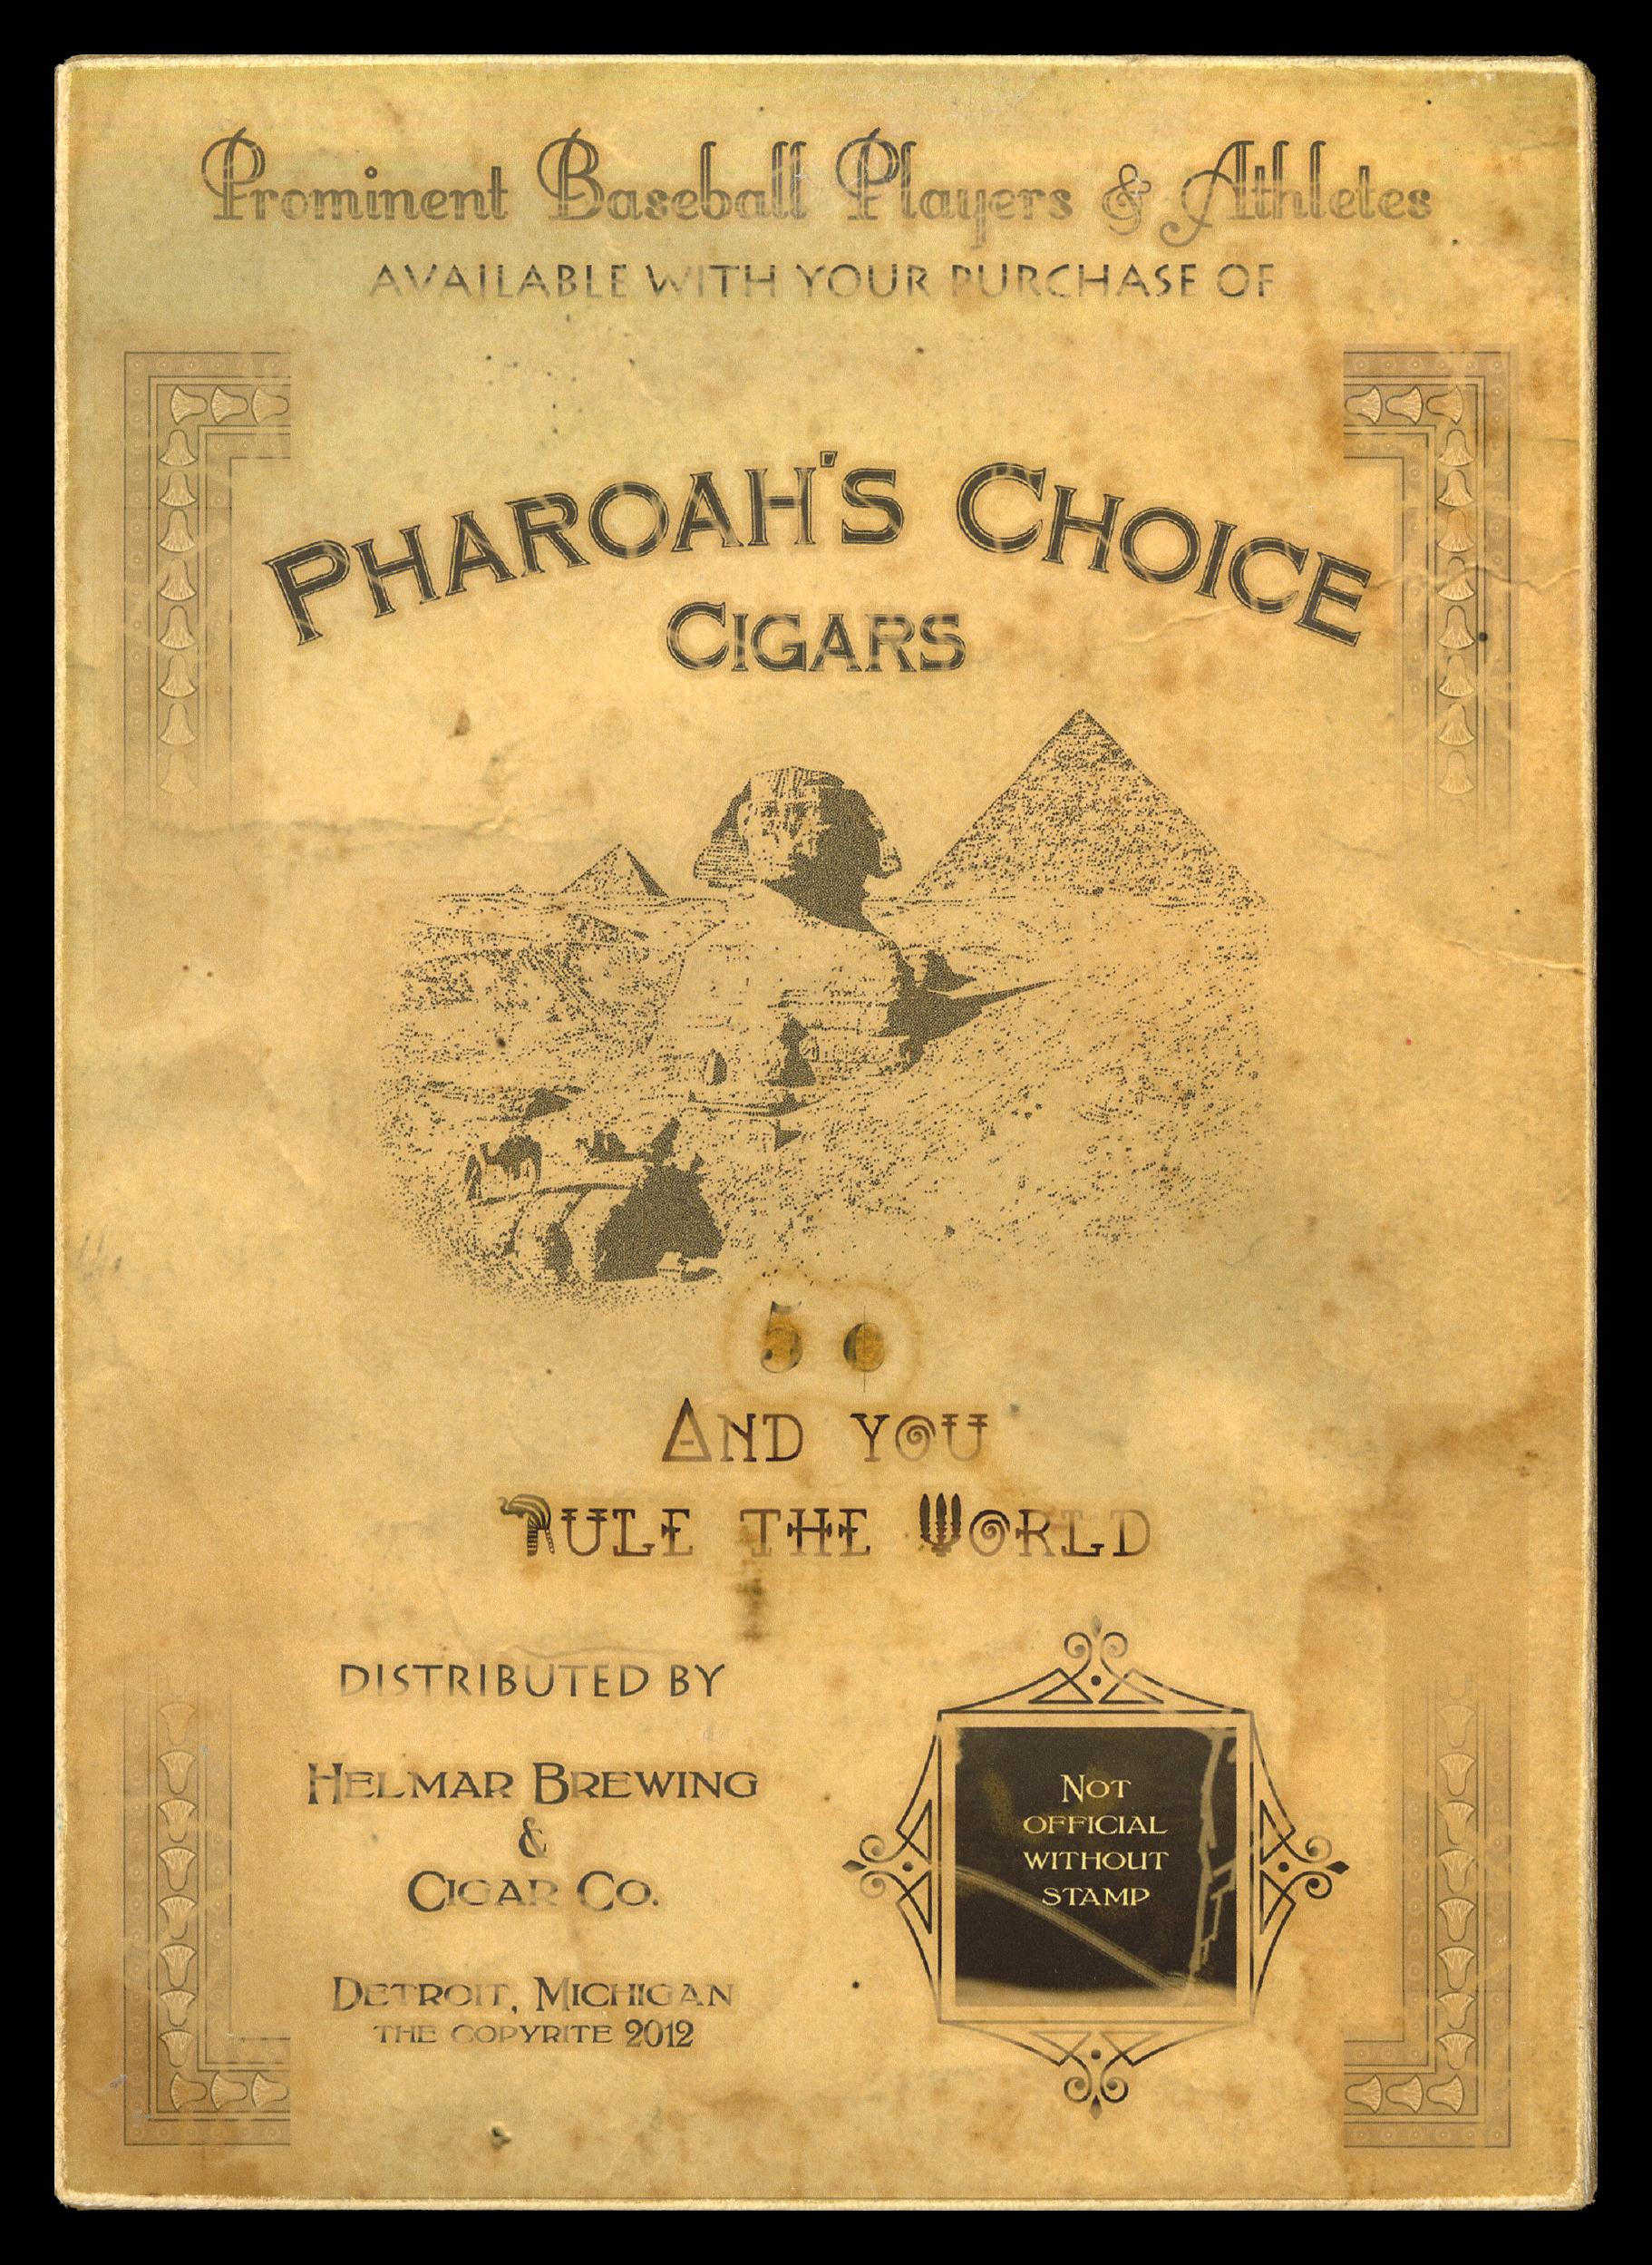 Prominent Baseball Players & Athletes
AVAILABLE WITH YOUR PURCHASE OF
PHAROAH'S CHOICE
CIGARS
5 ¢
AND YOU
RULE THE WORLD
DISTRIBUTED BY
HELMAR BREWING
&
CIGAR CO.
DETROIT, MICHIGAN
THE COPYRITE 2012
NOT
OFFICIAL
WITHOUT
STAMP